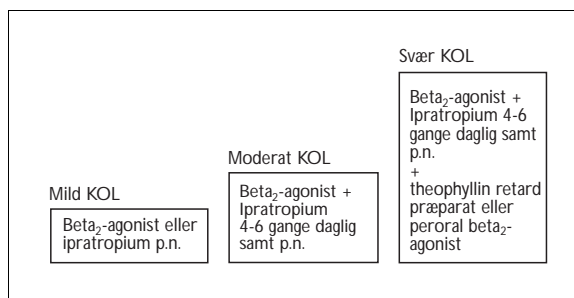 Mild KOL
Beta₂-agonist eller
ipratropium p.n.
Moderat KOL
Beta₂-agonist +
Ipratropium
4-6 gange daglig
samt p.n.
Svær KOL
Beta₂-agonist +
Ipratropium 4-6
gange daglig samt
p.n.
+
theophyllin retard
præparat eller
peroral beta₂-
agonist